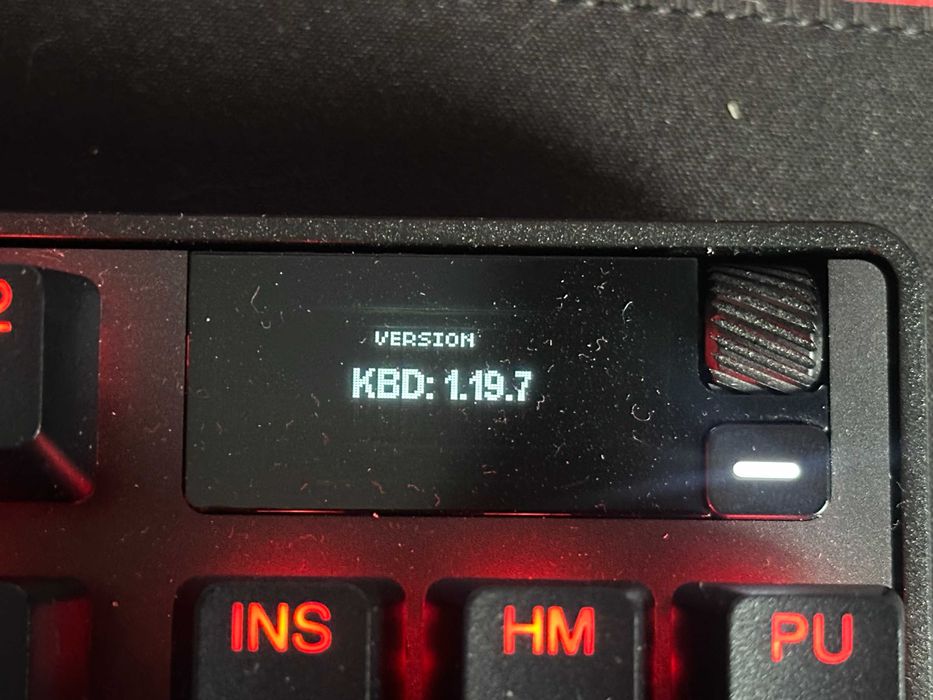 VERSION
KBD: 1.19.7
INS HM PU